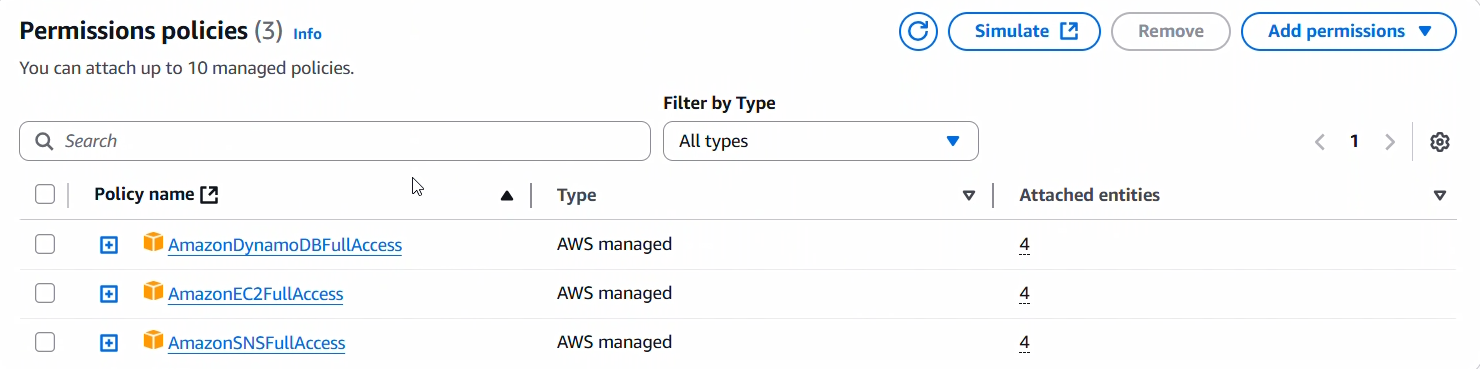 Permissions policies (3) Info
Simulate Remove Add permissions
You can attach up to 10 managed policies.
Filter by Type
Search All types 1
Policy name Type Attached entities
AmazonDynamoDBFullAccess AWS managed 4
AmazonEC2FullAccess AWS managed 4
AmazonSNSFullAccess AWS managed 4